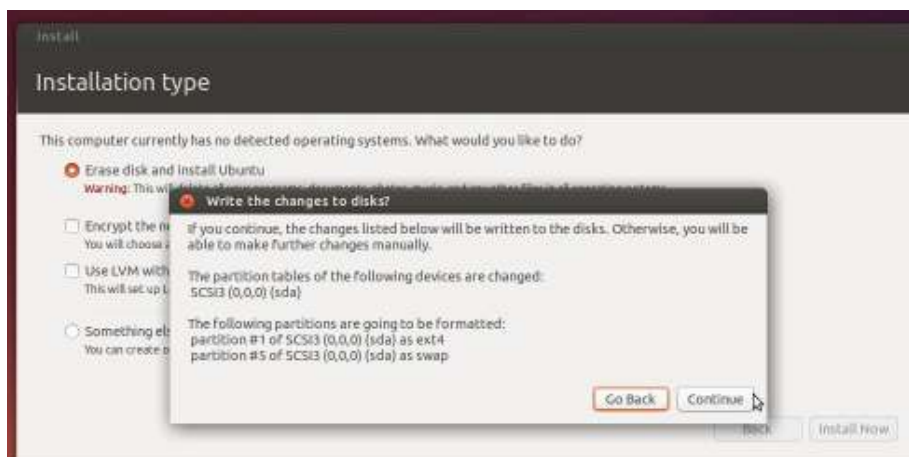 Install
Installation type
This computer currently has no detected operating systems. What would you like to do?
Erase disk and install Ubuntu
Warning: This will
Write the changes to disks?
If you continue, the changes listed below will be written to the disks. Otherwise, you will be
able to make further changes manually.
The partition tables of the following devices are changed:
SCSI3 (0,0,0) (sda)
The following partitions are going to be formatted:
partition #1 of SCSI3 (0,0,0) (sda) as ext4
partition #5 of SCSI3 (0,0,0) (sda) as swap
Go Back Continue
Encrypt the
You will choose
Use LVM with
This will set up
Something
You can create
Back Install Now